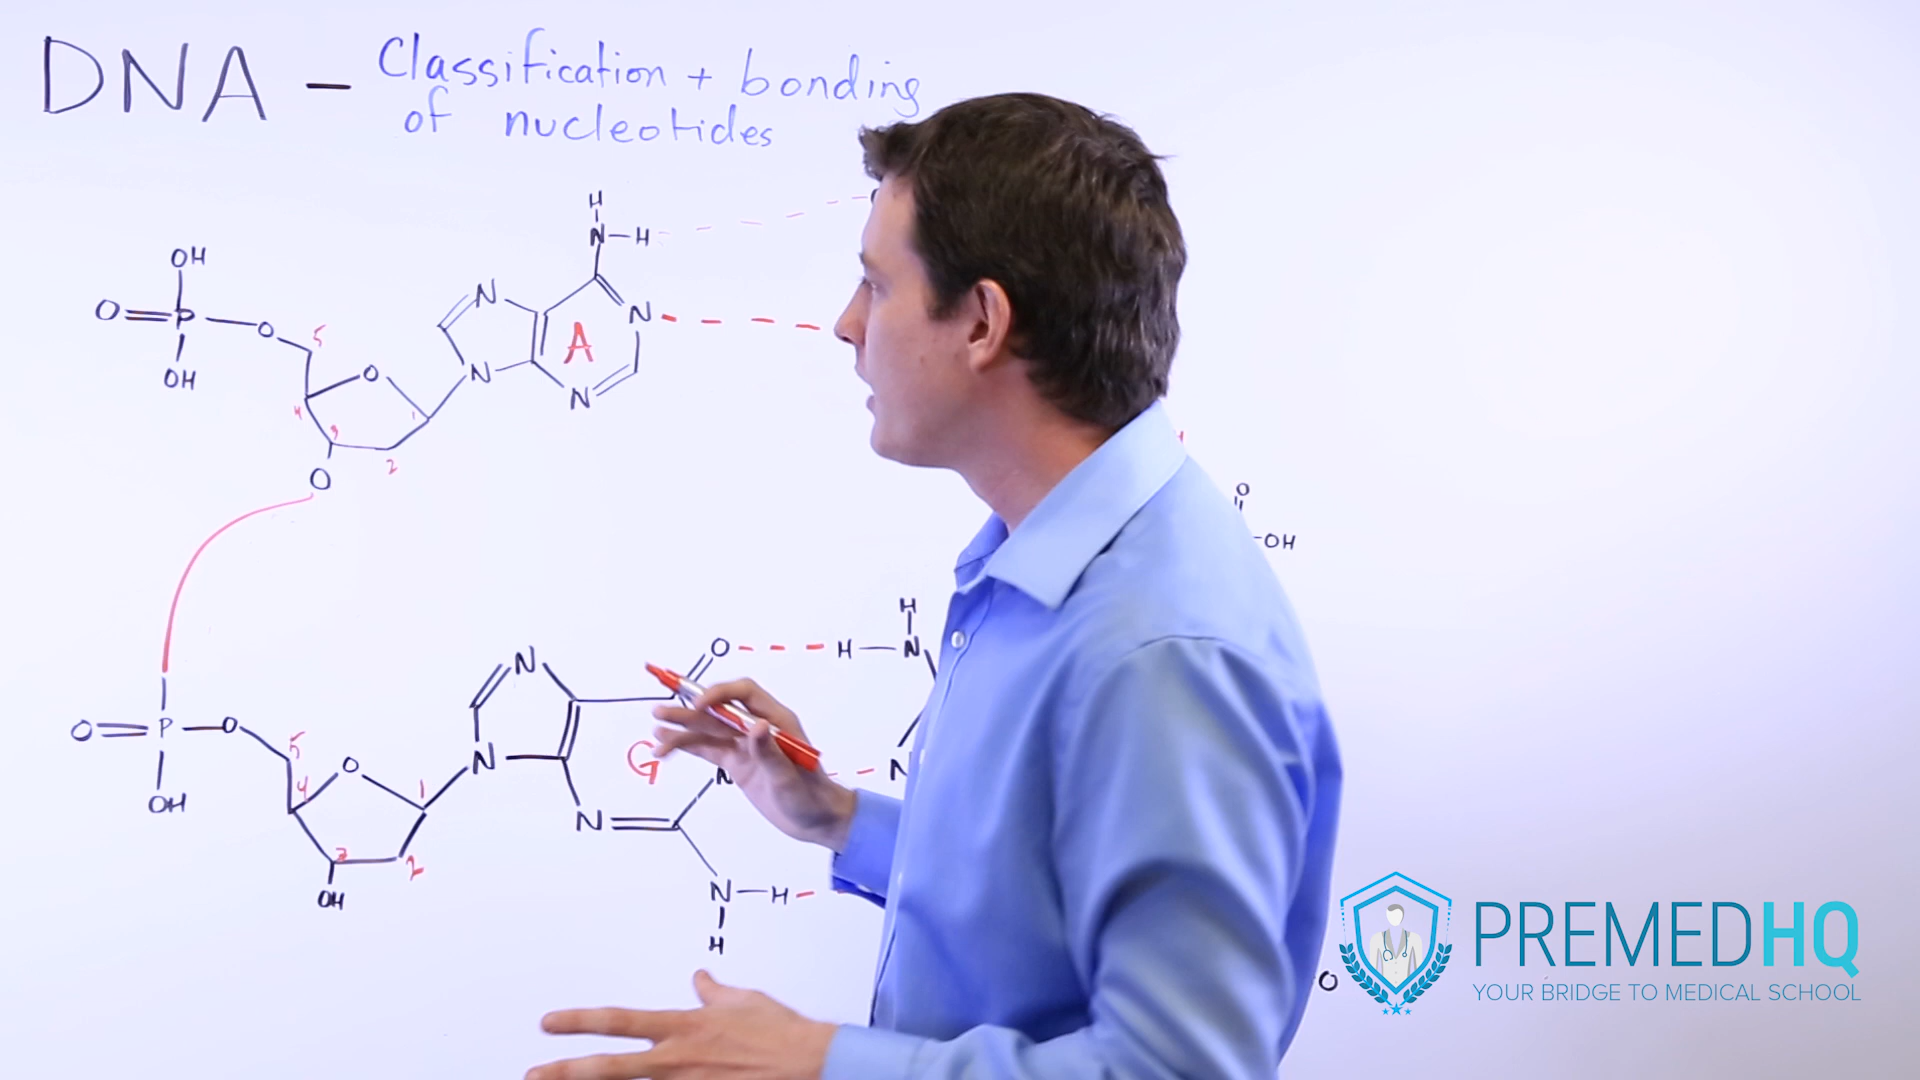 DNA - Classification + bonding
of nucleotides
H
N-H
OH
O=P-O
OH
5
4
3
2
1
O
O
N
N
N
N
A
O
OH
H
O
H-N
N
G
N
N
N
N-H
H
N
O=P-O
OH
5
4
3
2
1
O
OH
O
PREMEDHQ
YOUR BRIDGE TO MEDICAL SCHOOL